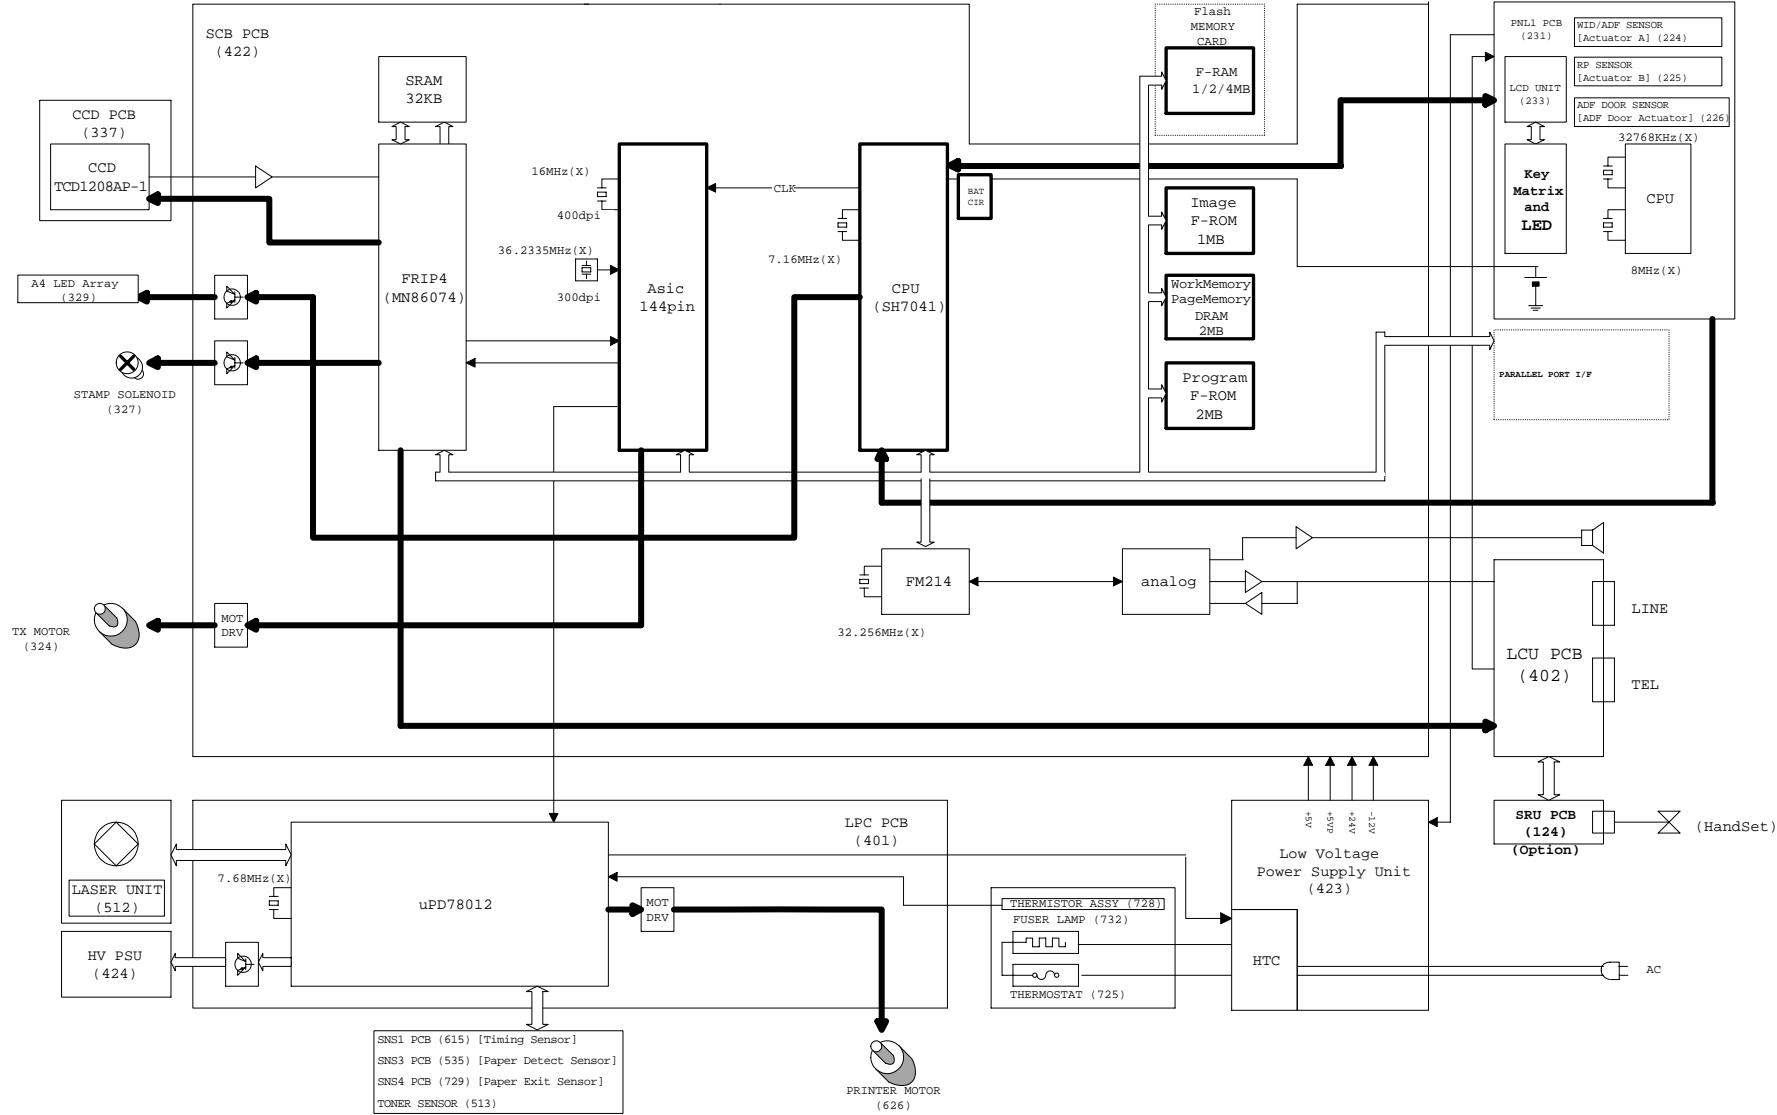 SCB PCB
(422)
SRAM
32KB
CCD PCB
(337)
CCD
TCD1208AP-1
A4 LED Array
(329)
STAMP SOLENOID
(327)
TX MOTOR
(324)
MOT
DRV
FRIP4
(MN86074)
16MHz(X)
400dpi
36.2335MHz(X)
300dpi
Asic
144pin
CLK
7.16MHz(X)
CPU
(SH7041)
BAT
CIR
Flash
MEMORY
CARD
F-RAM
1/2/4MB
Image
F-ROM
1MB
WorkMemory
PageMemory
DRAM
2MB
Program
F-ROM
2MB
PNL1 PCB
(231)
WID/ADF SENSOR
[Actuator A] (224)
RP SENSOR
[Actuator B] (225)
ADF DOOR SENSOR
[ADF Door Actuator] (226)
LCD UNIT
(233)
32768KHz(X)
Key
Matrix
and
LED
CPU
8MHz(X)
PARALLEL PORT I/F
FM214
32.256MHz(X)
analog
LCU PCB
(402)
LINE
TEL
SRU PCB
(124)
(Option)
(HandSet)
LASER UNIT
(512)
HV PSU
(424)
LPC PCB
(401)
7.68MHz(X)
uPD78012
MOT
DRV
+5V
+5VP
+24V
-12V
Low Voltage
Power Supply Unit
(423)
HTC
THERMISTOR ASSY (728)
FUSER LAMP (732)
THERMOSTAT (725)
AC
SNS1 PCB (615) [Timing Sensor]
SNS3 PCB (535) [Paper Detect Sensor]
SNS4 PCB (729) [Paper Exit Sensor]
TONER SENSOR (513)
PRINTER MOTOR
(626)